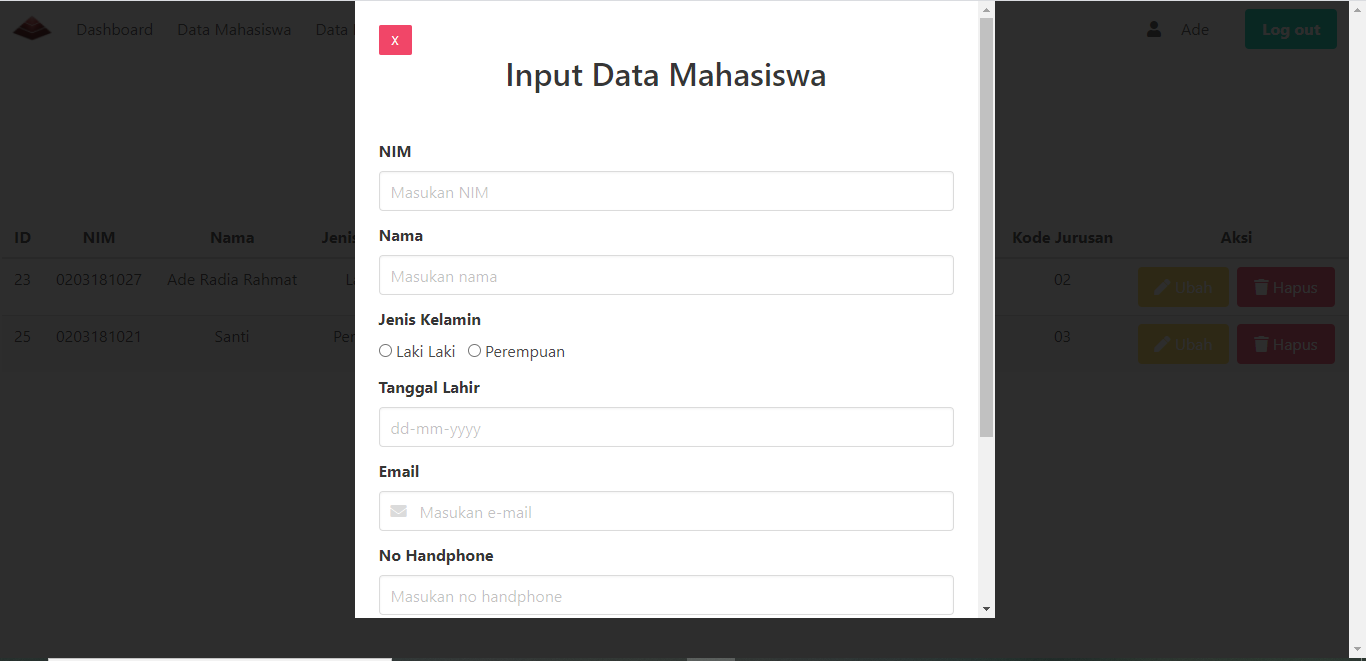 Dashboard Data Mahasiswa Data Ade Log out
X
Input Data Mahasiswa
NIM
Masukan NIM
Nama
Masukan nama
Jenis Kelamin
Laki Laki Perempuan
Tanggal Lahir
dd-mm-yyyy
Email
Masukan e-mail
No Handphone
Masukan no handphone
ID NIM Nama Jenis Kode Jurusan Aksi
23 0203181027 Ade Radia Rahmat 02 Ubah Hapus
25 0203181021 Santi Per 03 Ubah Hapus